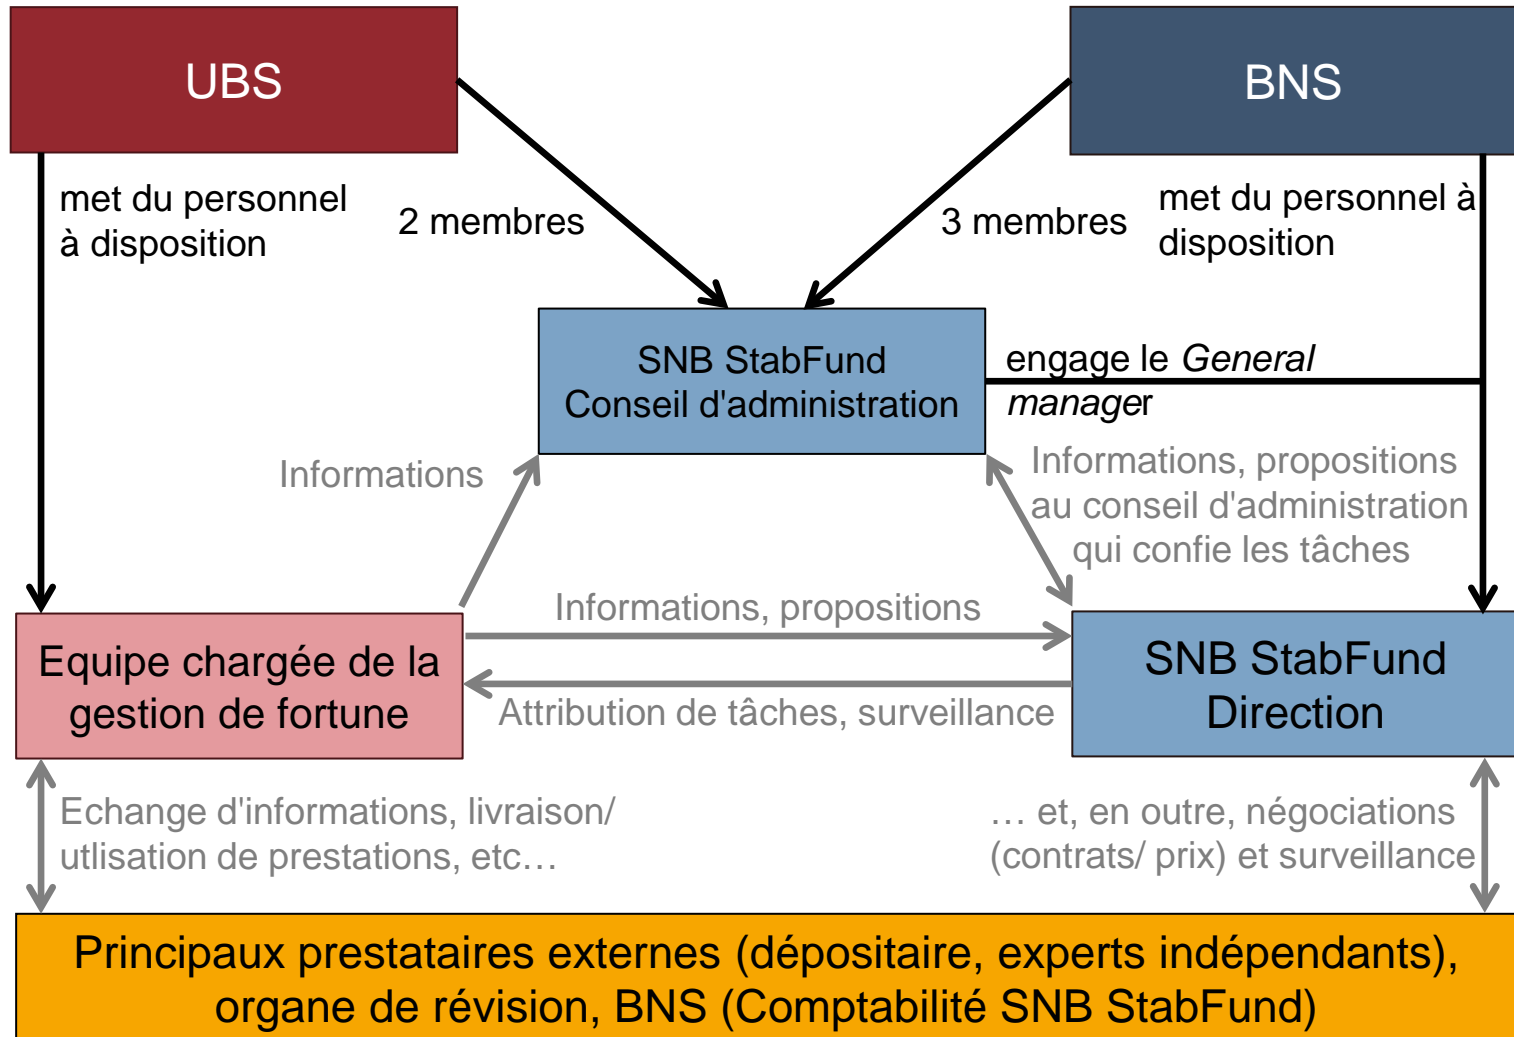 UBS
BNS
met du personnel
à disposition
2 membres
3 membres
met du personnel à
disposition
SNB StabFund
Conseil d'administration
engage le General
manager
Informations
Informations, propositions
au conseil d'administration
qui confie les tâches
Informations, propositions
Equipe chargée de la
gestion de fortune
SNB StabFund
Direction
Attribution de tâches, surveillance
Echange d'informations, livraison/
utlisation de prestations, etc…
… et, en outre, négociations
(contrats/ prix) et surveillance
Principaux prestataires externes (dépositaire, experts indépendants),
organe de révision, BNS (Comptabilité SNB StabFund)